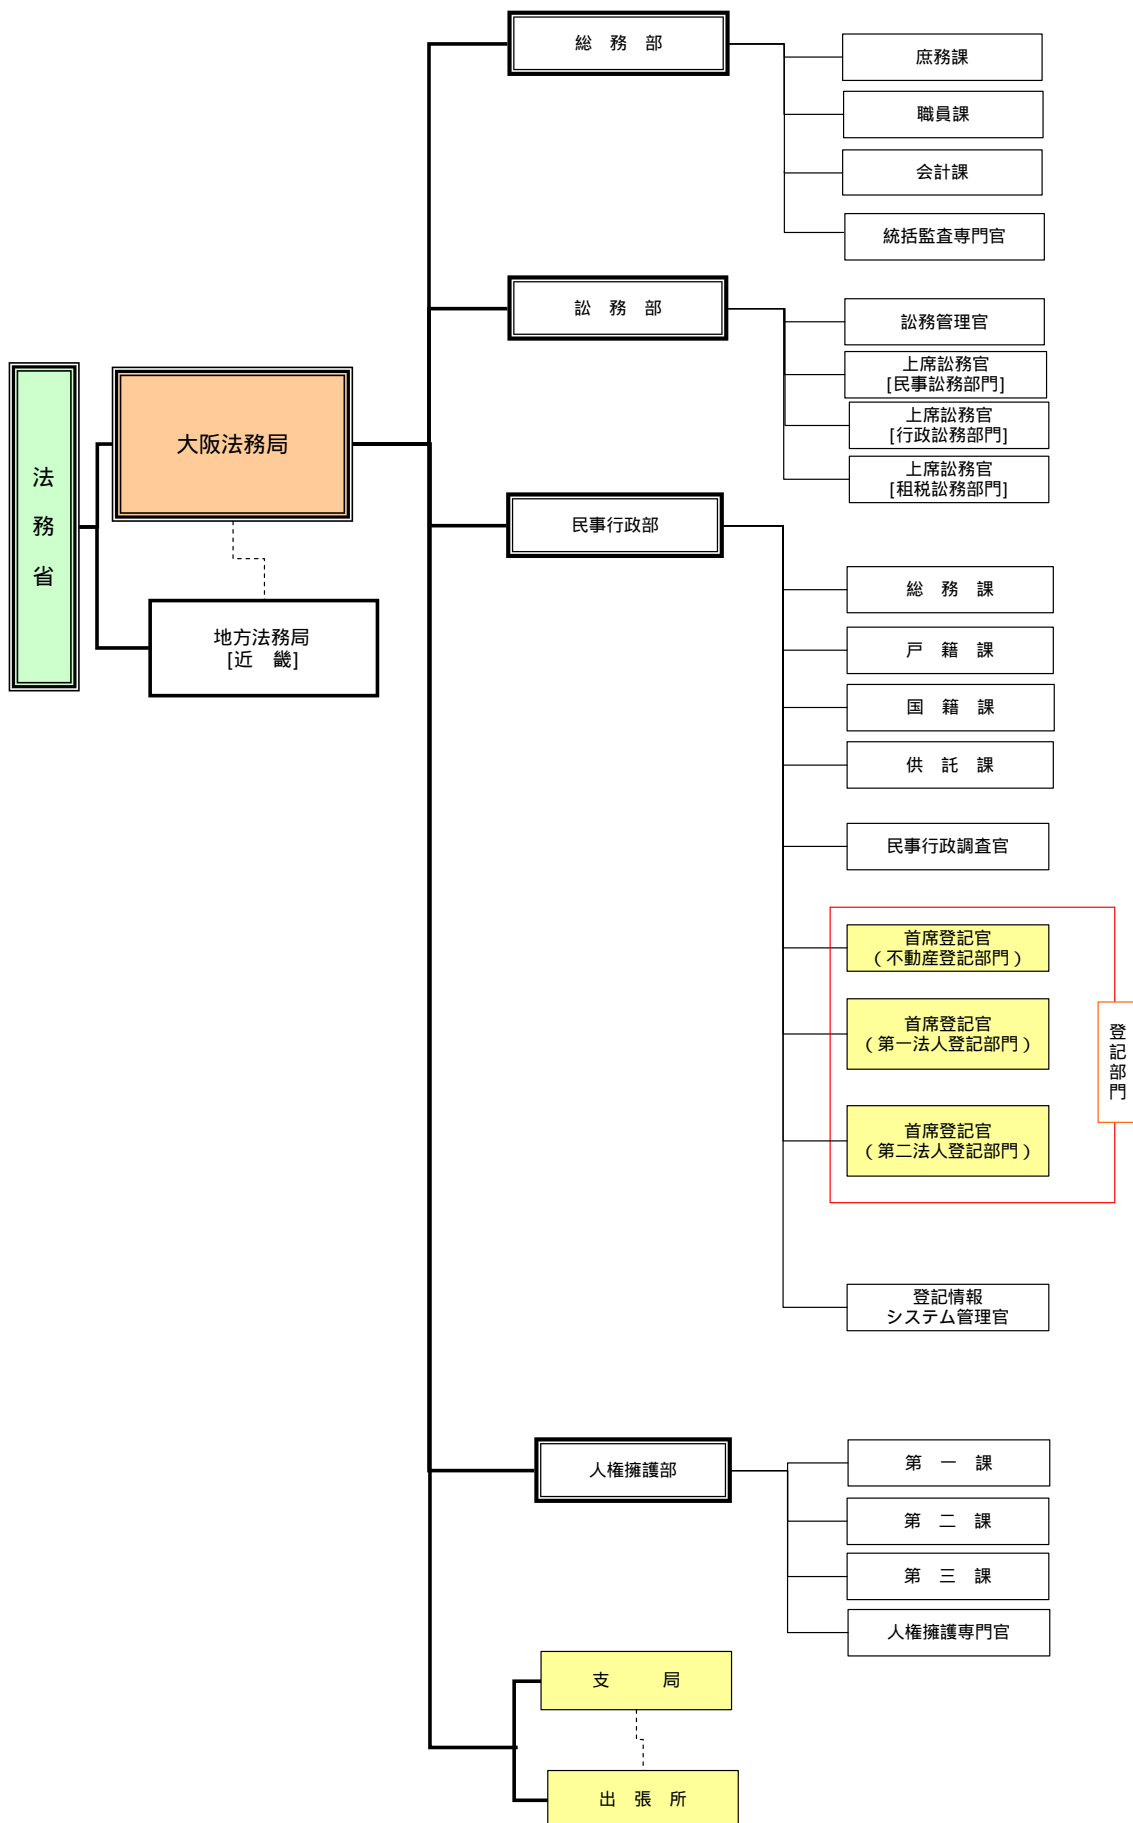 法
務
省
大阪法務局
地方法務局
[近　畿]
総　務　部
庶務課
職員課
会計課
統括監査専門官
訟　務　部
訟務管理官
上席訟務官
[民事訟務部門]
上席訟務官
[行政訟務部門]
上席訟務官
[租税訟務部門]
民事行政部
総　務　課
戸　籍　課
国　籍　課
供　託　課
民事行政調査官
首席登記官
（不動産登記部門）
首席登記官
（第一法人登記部門）
首席登記官
（第二法人登記部門）
登記部門
登記情報
システム管理官
人権擁護部
第　一　課
第　二　課
第　三　課
人権擁護専門官
支　　　局
出　張　所